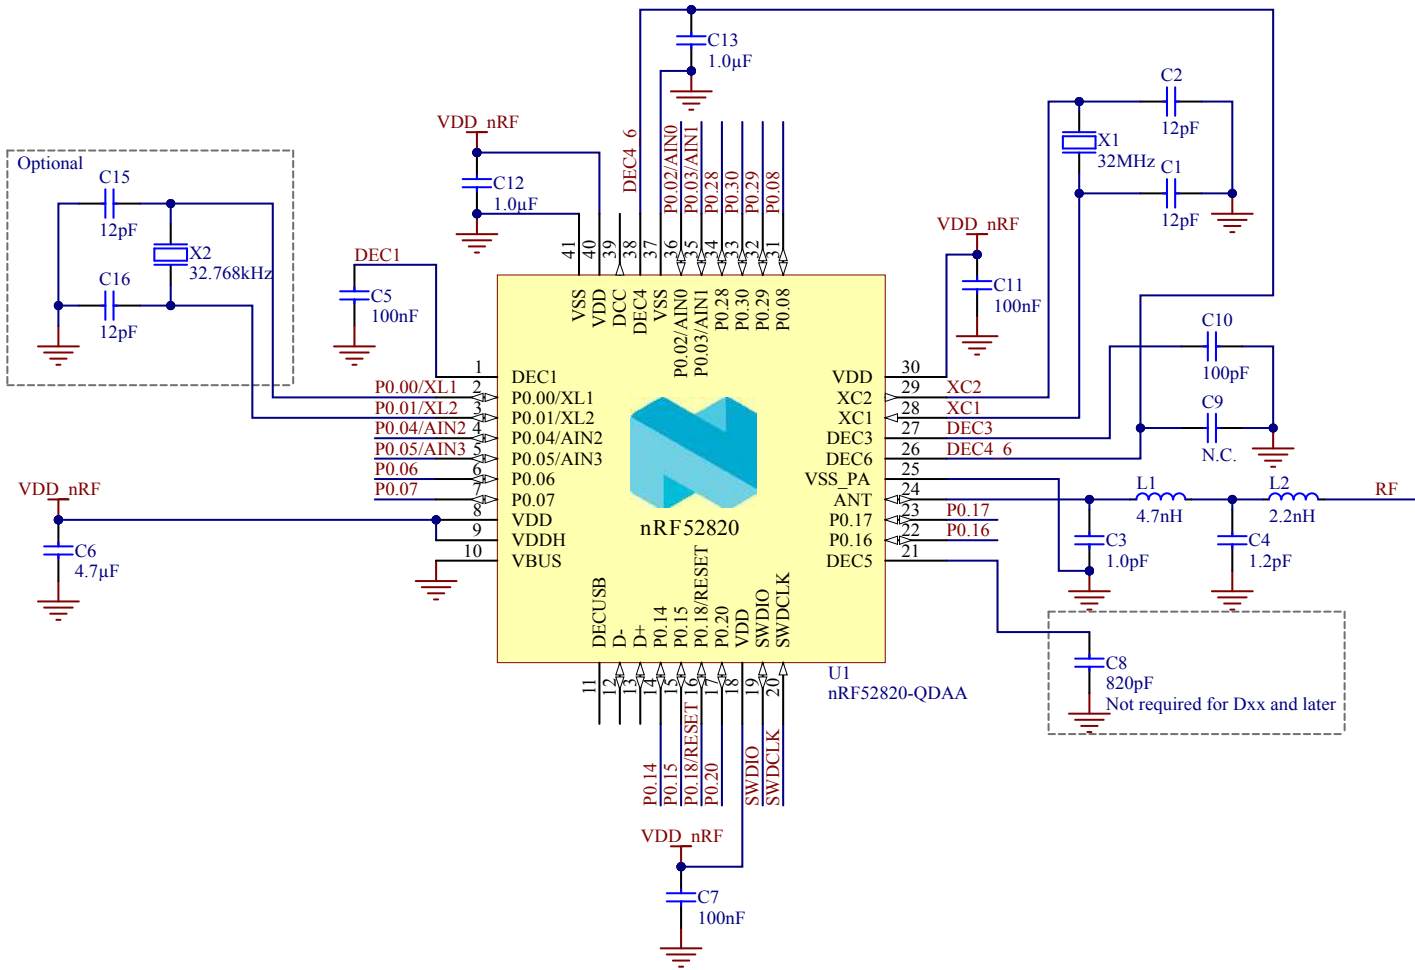 C13
1.0µF
VDD_nRF
C12
1.0µF
DEC4_6
P0.02/AIN0
P0.03/AIN1
P0.28
P0.30
P0.29
P0.08
C2
12pF
X1
32MHz
C1
12pF
Optional
C15
12pF
X2
32.768kHz
C16
12pF
DEC1
C5
100nF
VDD_nRF
C11
100nF
C10
100pF
C9
N.C.
41
40
39
38
37
36
35
34
33
32
31
VSS
VDD
DCC
DEC4
VSS
P0.02/AIN0
P0.03/AIN1
P0.28
P0.30
P0.29
P0.08
1
DEC1
P0.00/XL1
2
P0.00/XL1
P0.01/XL2
3
P0.01/XL2
P0.04/AIN2
4
P0.04/AIN2
P0.05/AIN3
5
P0.05/AIN3
P0.06
6
P0.06
P0.07
7
P0.07
8
VDD
9
VDDH
10
VBUS
VDD_nRF
C6
4.7µF
nRF52820
VDD
30
XC2
29
XC2
XC1
28
XC1
DEC3
27
DEC3
DEC6
26
DEC4_6
VSS_PA
25
ANT
24
P0.17
23
P0.17
P0.16
22
P0.16
DEC5
21
L1
4.7nH
L2
2.2nH
RF
C3
1.0pF
C4
1.2pF
C8
820pF
Not required for Dxx and later
DECUSB
D-
D+
P0.14
P0.15
P0.18/RESET
P0.20
VDD
SWDIO
SWDCLK
11
12
13
14
15
16
17
18
19
20
U1
nRF52820-QDAA
P0.14
P0.15
P0.18/RESET
P0.20
SWDIO
SWDCLK
VDD_nRF
C7
100nF